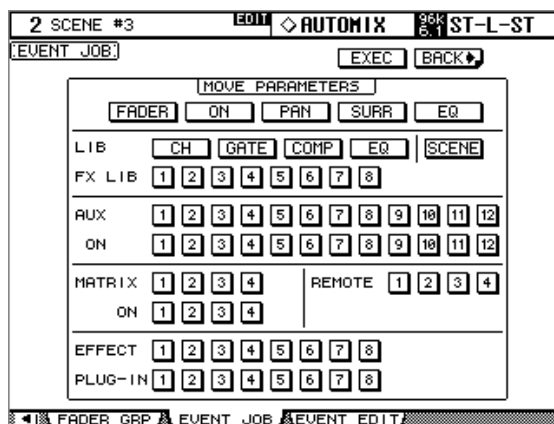 2 SCENE #3 EDIT ◇AUTOMIX 96k 6.1 ST-L-ST
EVENT JOB EXEC BACK
MOVE PARAMETERS
FADER ON PAN SURR EQ
LIB CH GATE COMP EQ SCENE
FX LIB 1 2 3 4 5 6 7 8
AUX 1 2 3 4 5 6 7 8 9 10 11 12
ON 1 2 3 4 5 6 7 8 9 10 11 12
MATRIX 1 2 3 4 REMOTE 1 2 3 4
ON 1 2 3 4
EFFECT 1 2 3 4 5 6 7 8
PLUG-IN 1 2 3 4 5 6 7 8
FADER GRP EVENT JOB EVENT EDIT